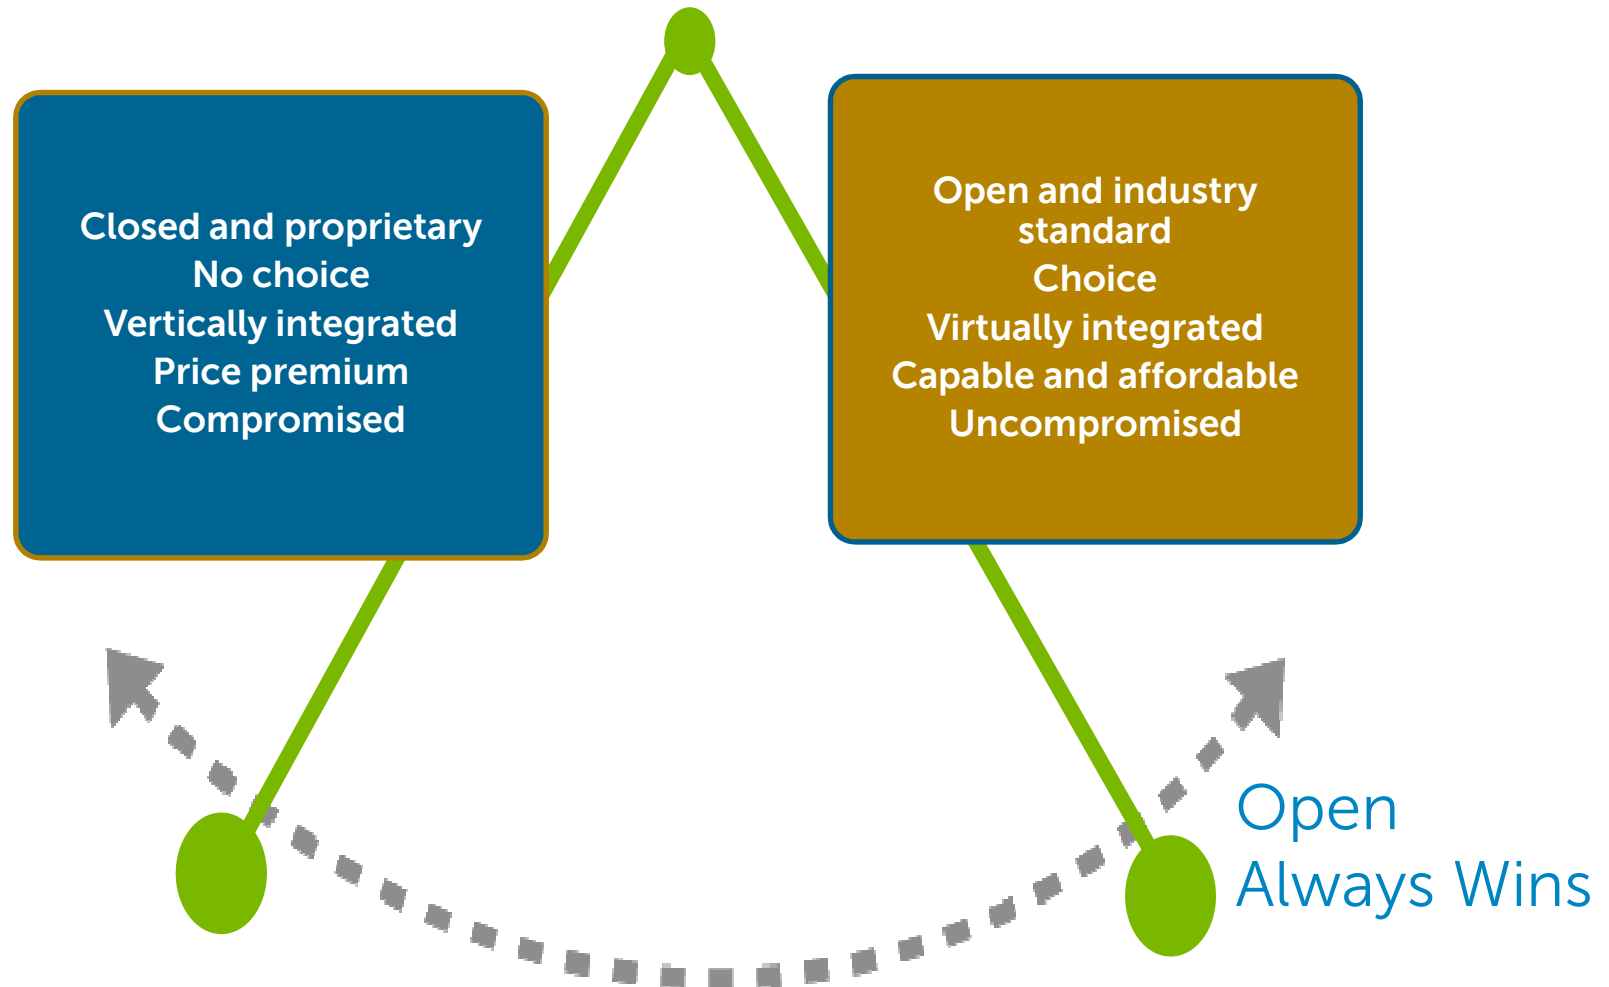 Closed and proprietary
No choice
Vertically integrated
Price premium
Compromised
Open and industry
standard
Choice
Virtually integrated
Capable and affordable
Uncompromised
Open
Always Wins